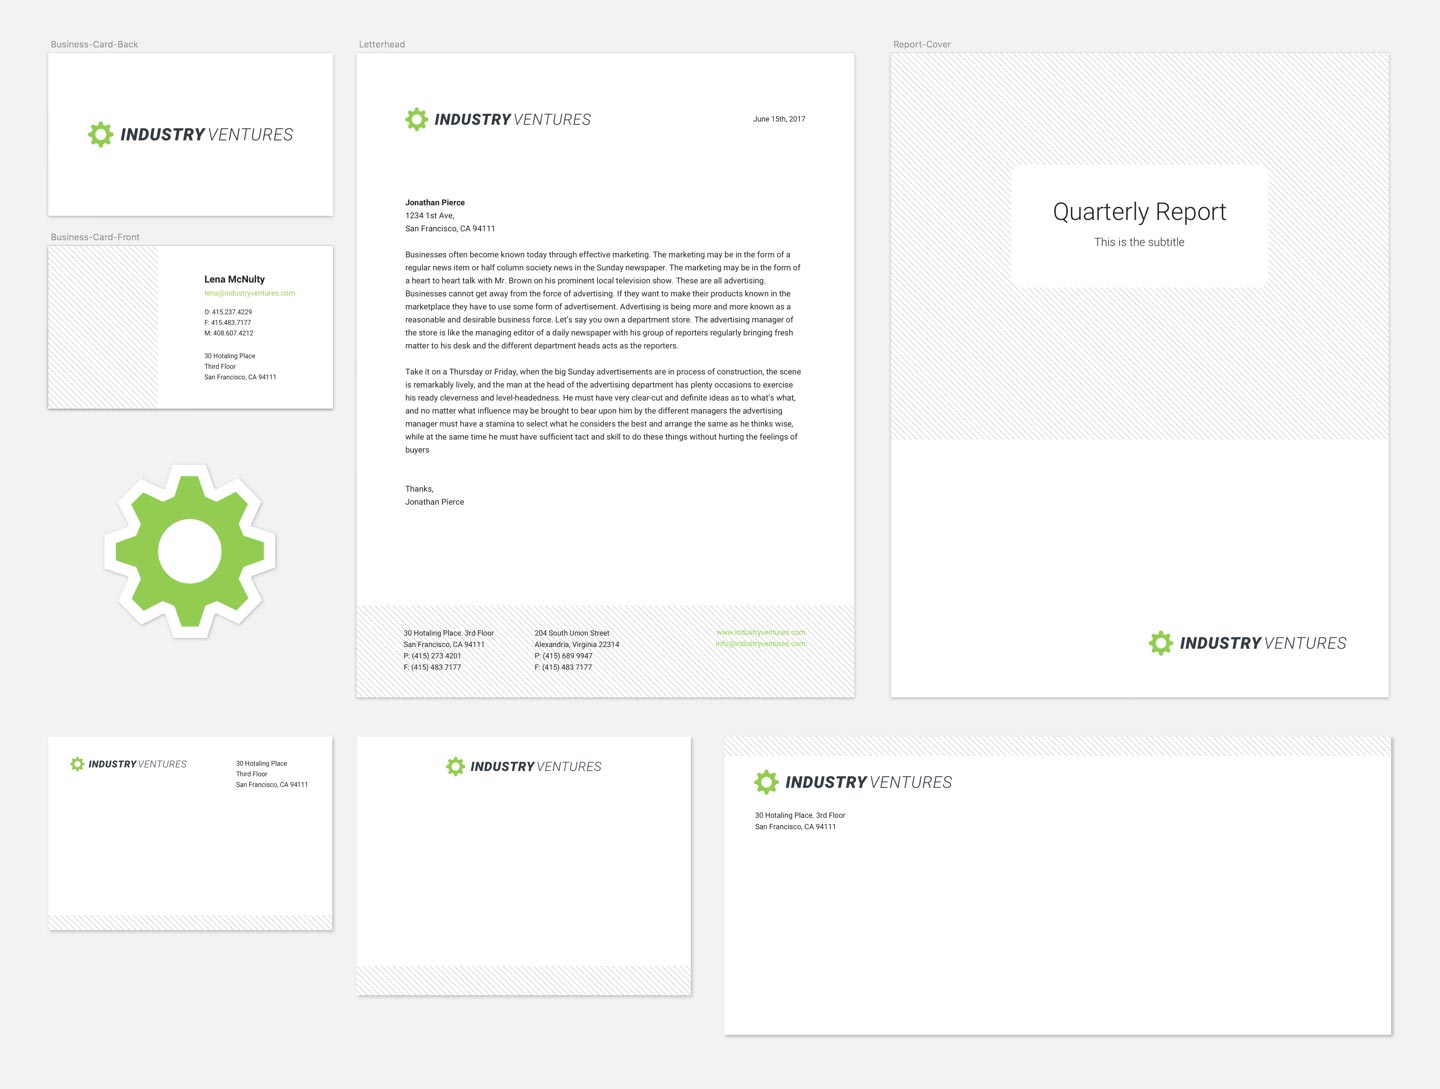 Business-Card-Back
INDUSTRY VENTURES
Business-Card-Front
Lena McNulty
lena@industryventures.com
O: 415.237.4229
F: 415.483.7177
M: 408.607.4212
30 Hotaling Place
Third Floor
San Francisco, CA 94111
Letterhead
INDUSTRY VENTURES
June 15th, 2017
Jonathan Pierce
1234 1st Ave,
San Francisco, CA 94111
Businesses often become known today through effective marketing. The marketing may be in the form of a
regular news item or half column society news in the Sunday newspaper. The marketing may be in the form of
a heart to heart talk with Mr. Brown on his prominent local television show. These are all advertising.
Businesses cannot get away from the force of advertising. If they want to make their products known in the
marketplace they have to use some form of advertisement. Advertising is being more and more known as a
reasonable and desirable business force. Let's say you own a department store. The advertising manager of
the store is like the managing editor of a daily newspaper with his group of reporters regularly bringing fresh
matter to his desk and the different department heads acts as the reporters.
Take it on a Thursday or Friday, when the big Sunday advertisements are in process of construction, the scene
is remarkably lively, and the man at the head of the advertising department has plenty occasions to exercise
his ready cleverness and level-headedness. He must have very clear-cut and definite ideas as to what's what,
and no matter what influence may be brought to bear upon him by the different managers the advertising
manager must have a stamina to select what he considers the best and arrange the same as he thinks wise,
while at the same time he must have sufficient tact and skill to do these things without hurting the feelings of
buyers
Thanks,
Jonathan Pierce
30 Hotaling Place. 3rd Floor
San Francisco, CA 94111
P: (415) 273 4201
F: (415) 483 7177
204 South Union Street
Alexandria, Virginia 22314
P: (415) 689 9947
F: (415) 483 7177
www.industryventures.com
info@industryventures.com
Report-Cover
Quarterly Report
This is the subtitle
INDUSTRY VENTURES
INDUSTRY VENTURES
30 Hotaling Place
Third Floor
San Francisco, CA 94111
INDUSTRY VENTURES
INDUSTRY VENTURES
30 Hotaling Place. 3rd Floor
San Francisco, CA 94111